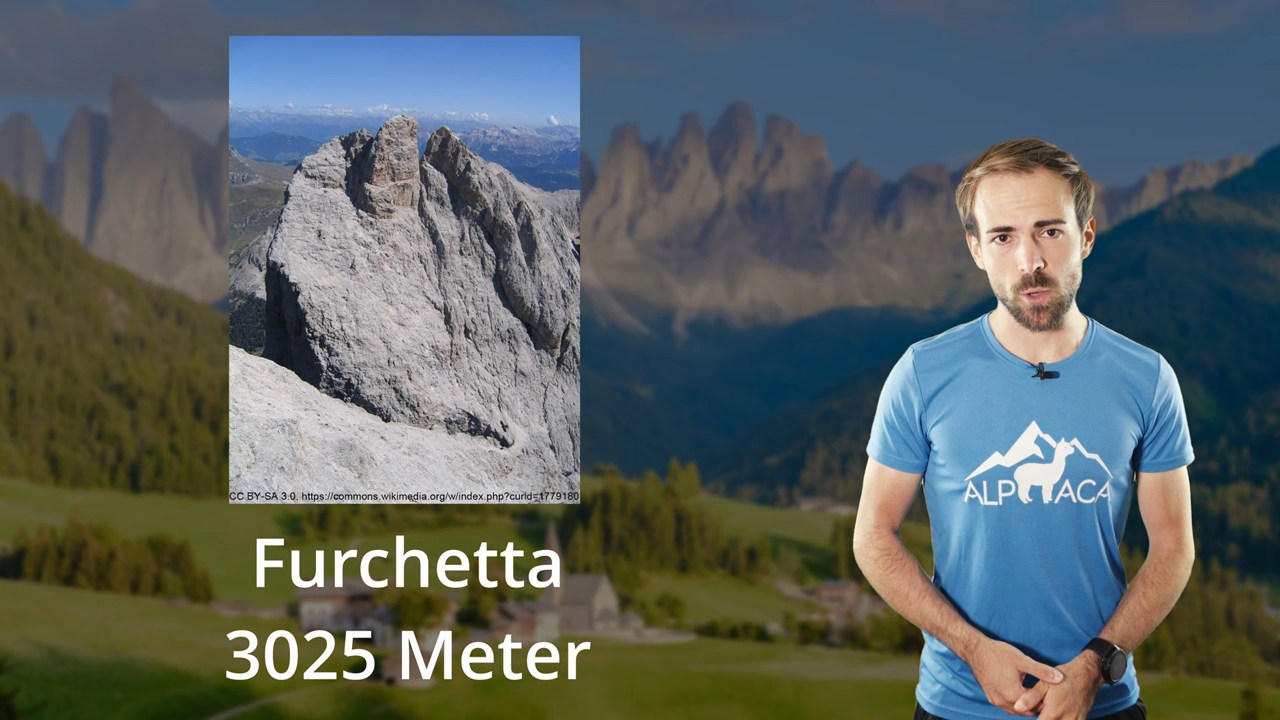 CC BY-SA 3.0, https://commons.wikimedia.org/w/index.php?curid=1779180
Furchetta
3025 Meter
ALPACA